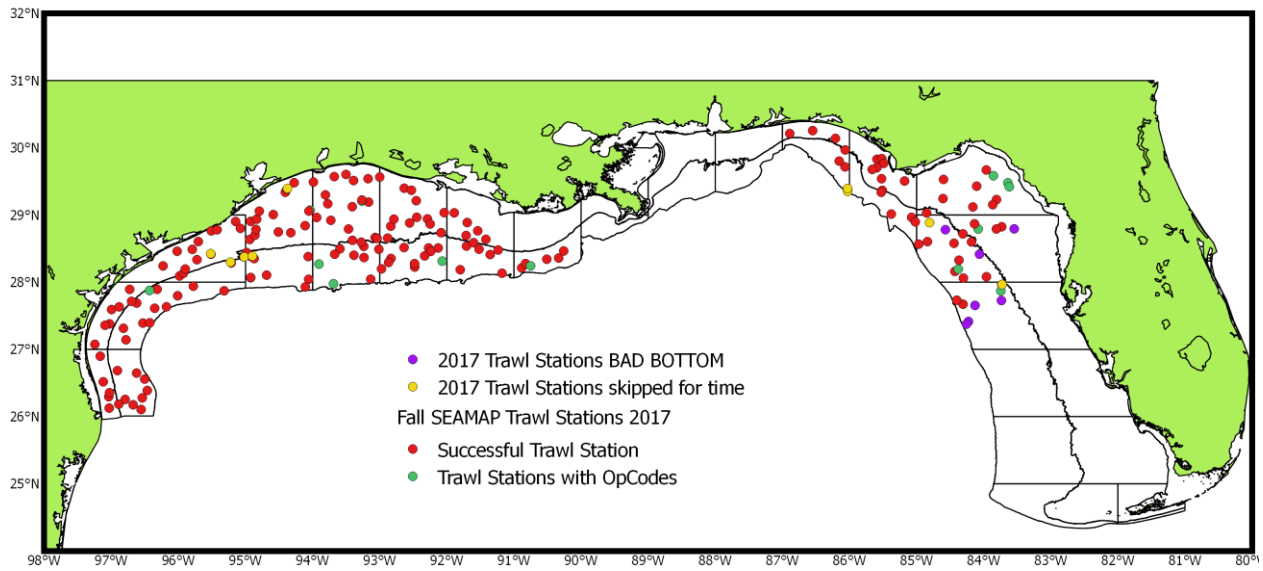 32°N
31°N
30°N
29°N
28°N
27°N
26°N
25°N
2017 Trawl Stations BAD BOTTOM
2017 Trawl Stations skipped for time
Fall SEAMAP Trawl Stations 2017
Successful Trawl Station
Trawl Stations with OpCodes
98°W 97°W 96°W 95°W 94°W 93°W 92°W 91°W 90°W 89°W 88°W 87°W 86°W 85°W 84°W 83°W 82°W 81°W 80°W